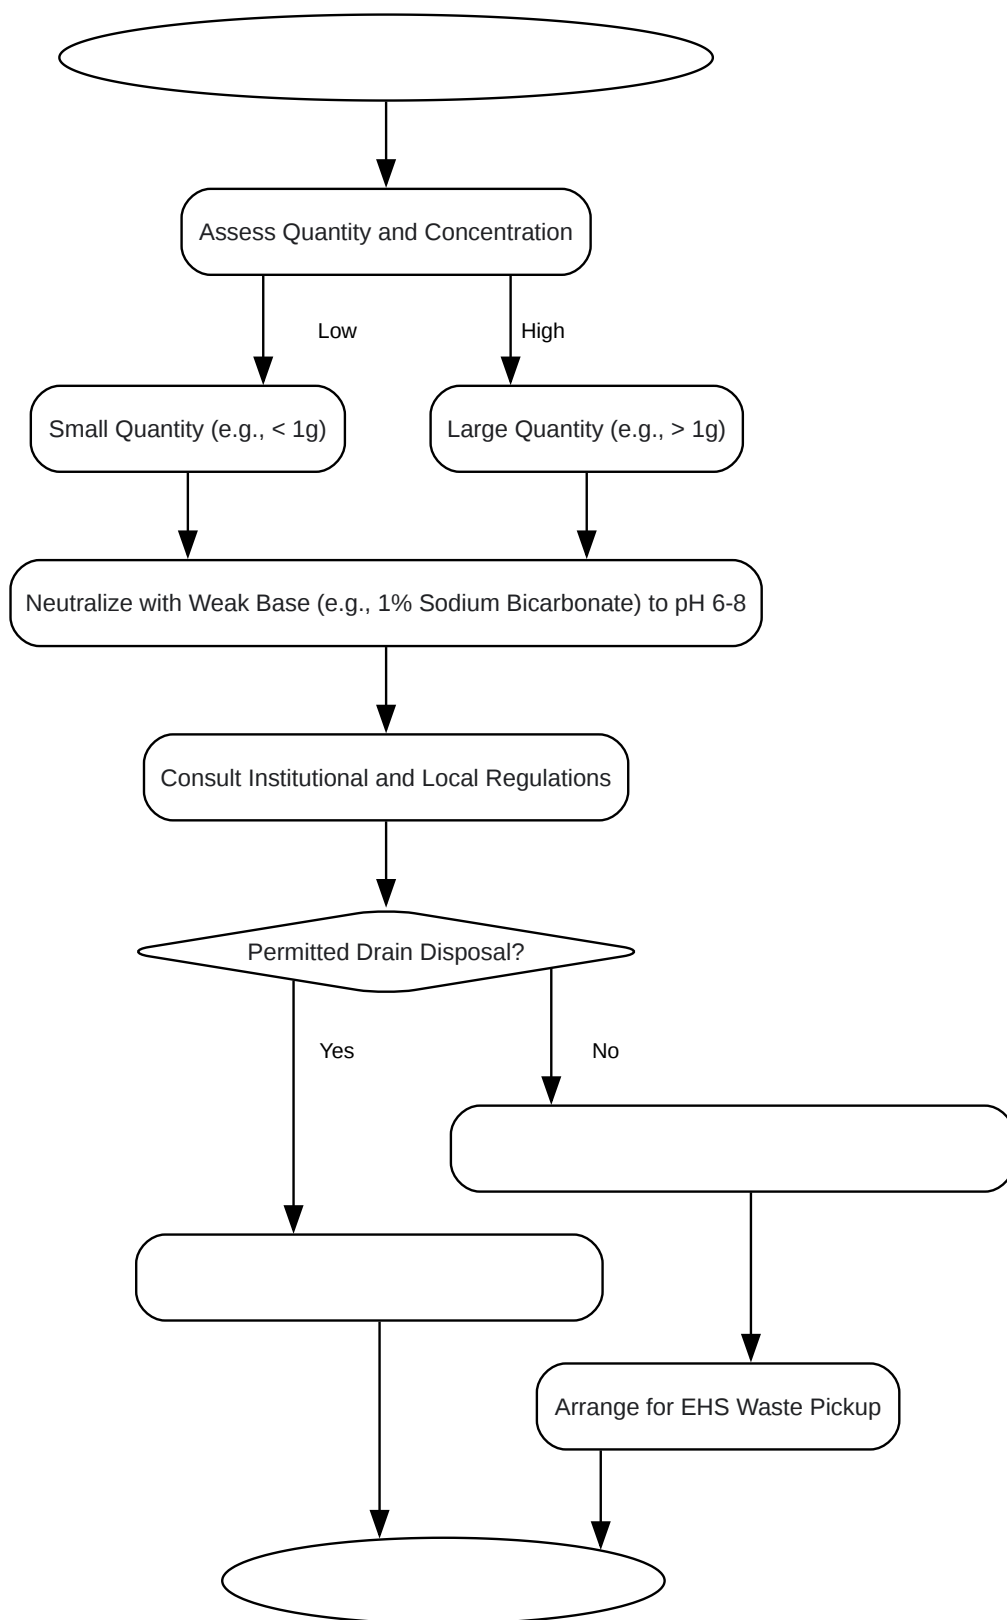 Assess Quantity and Concentration
Low
High
Small Quantity (e.g., < 1g)
Large Quantity (e.g., > 1g)
Neutralize with Weak Base (e.g., 1% Sodium Bicarbonate) to pH 6-8
Consult Institutional and Local Regulations
Permitted Drain Disposal?
Yes
No
Arrange for EHS Waste Pickup